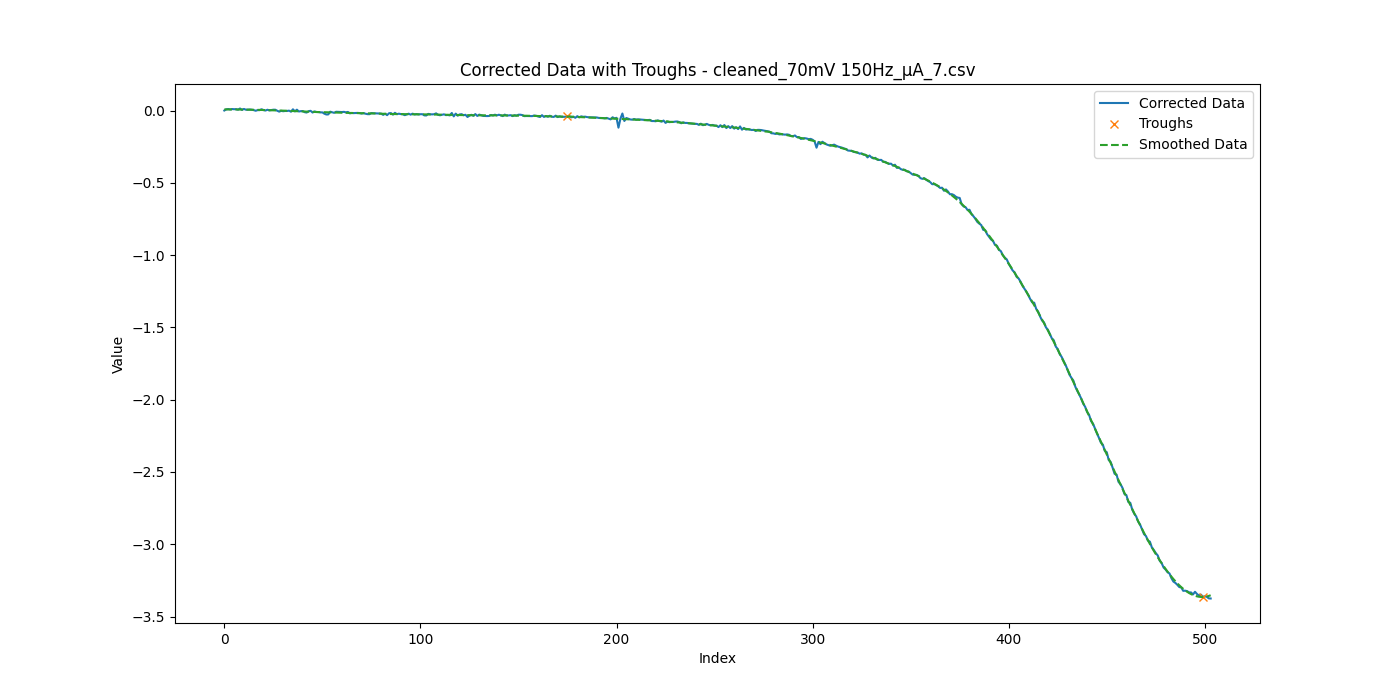 Corrected Data with Troughs - cleaned_70mV 150Hz_µA_7.csv
Corrected Data
Troughs
Smoothed Data
Value
0.0
−0.5
−1.0
−1.5
−2.0
−2.5
−3.0
−3.5
0 100 200 300 400 500
Index